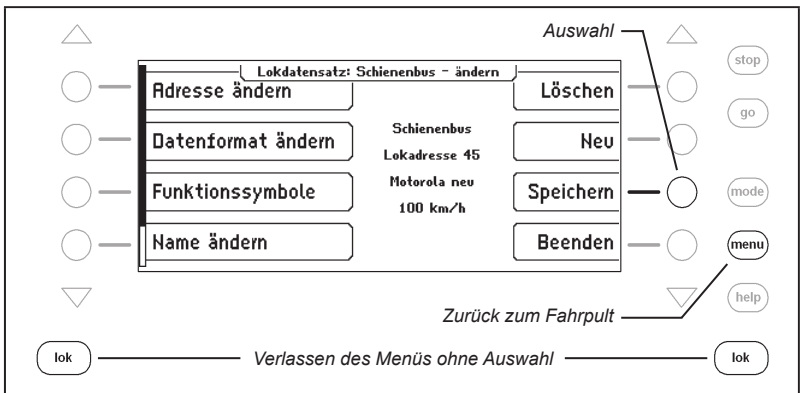 Auswahl
stop
Lokdatensatz: Schienenbus - ändern
Adresse ändern
Löschen
go
Datenformat ändern
Schienenbus
Neu
Lokadresse 45
Funktionssymbole
Motorola neu
Speichern
mode
100 km/h
Name ändern
Beenden
menu
help
Zurück zum Fahrpult
lok
Verlassen des Menüs ohne Auswahl
lok